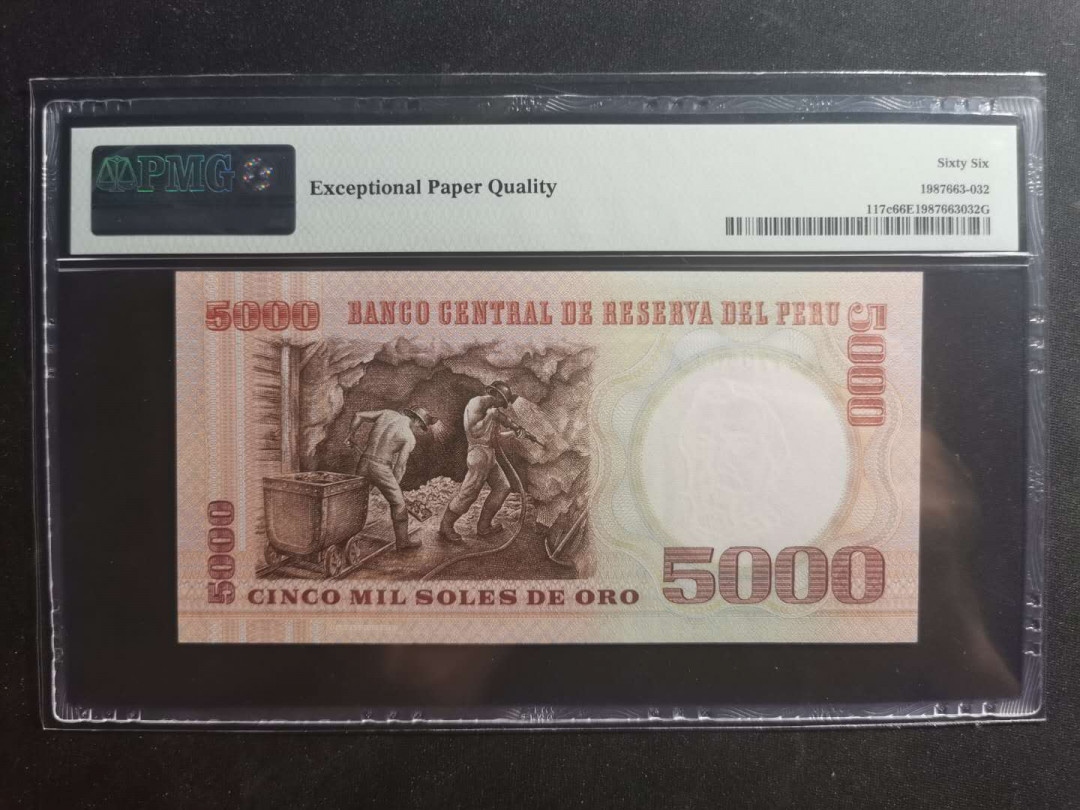 PMG
Exceptional Paper Quality
Sixty Six
1987663-032
117c66E1987663032G
5000
BANCO CENTRAL DE RESERVA DEL PERU
5000
5000
CINCO MIL SOLES DE ORO
5000